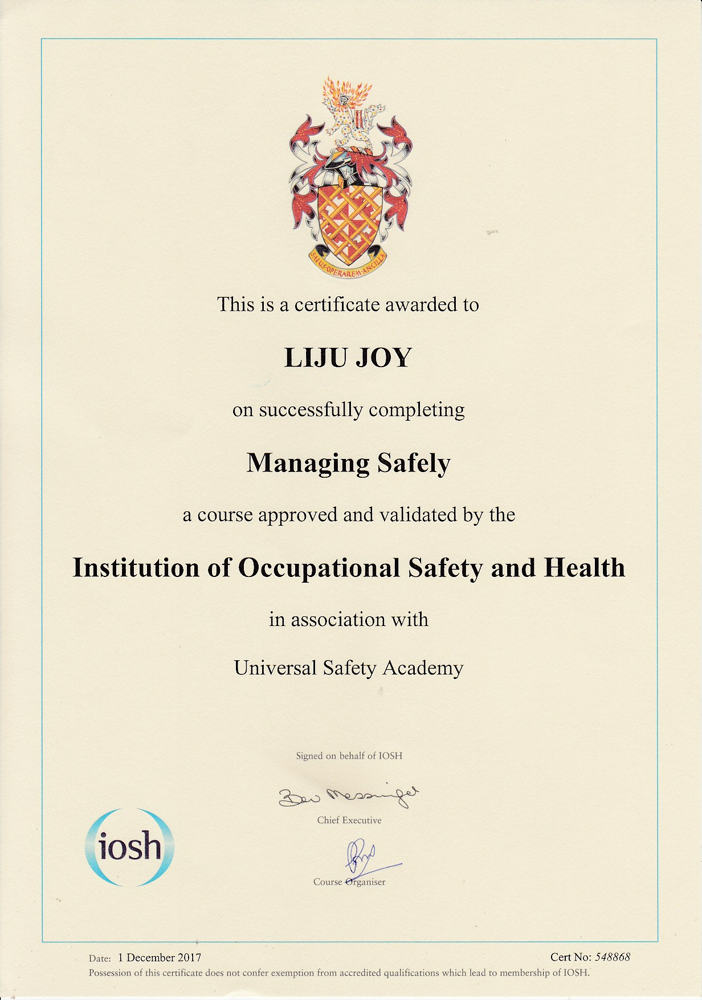 SALUS·OPERAREM·ANCILLA
This is a certificate awarded to
LIJU JOY
on successfully completing
Managing Safely
a course approved and validated by the
Institution of Occupational Safety and Health
in association with
Universal Safety Academy
Signed on behalf of IOSH
Bev Messinger
Chief Executive
iosh
Course Organiser
Date: 1 December 2017
Cert No: 548868
Possession of this certificate does not confer exemption from accredited qualifications which lead to membership of IOSH.